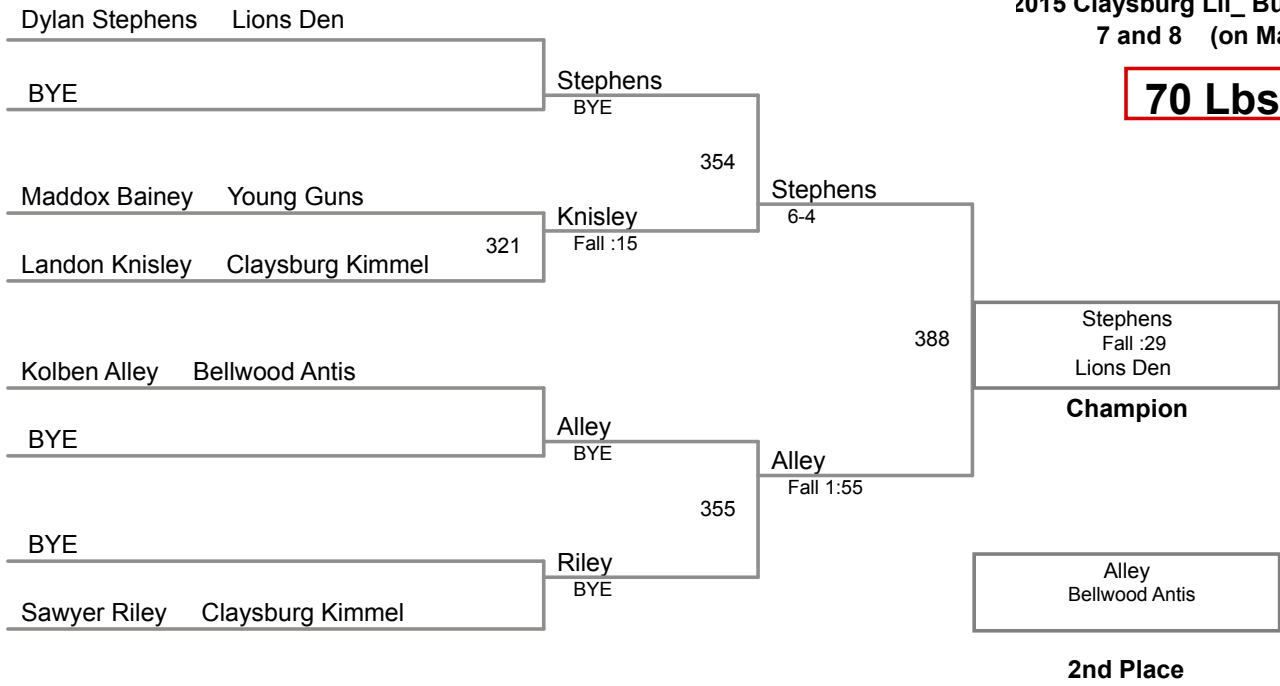 2015 Claysburg Lil_
7 and 8 (on
70 Lbs
Dylan Stephens Lions Den
BYE
Stephens
BYE
354
Maddox Bainey Young Guns
Landon Knisley Claysburg Kimmel
321
Knisley
Fall :15
Stephens
6-4
388
Kolben Alley Bellwood Antis
BYE
Alley
BYE
355
BYE
Sawyer Riley Claysburg Kimmel
Riley
BYE
Alley
Fall 1:55
Stephens
Fall :29
Lions Den
Champion
Alley
Bellwood Antis
2nd Place